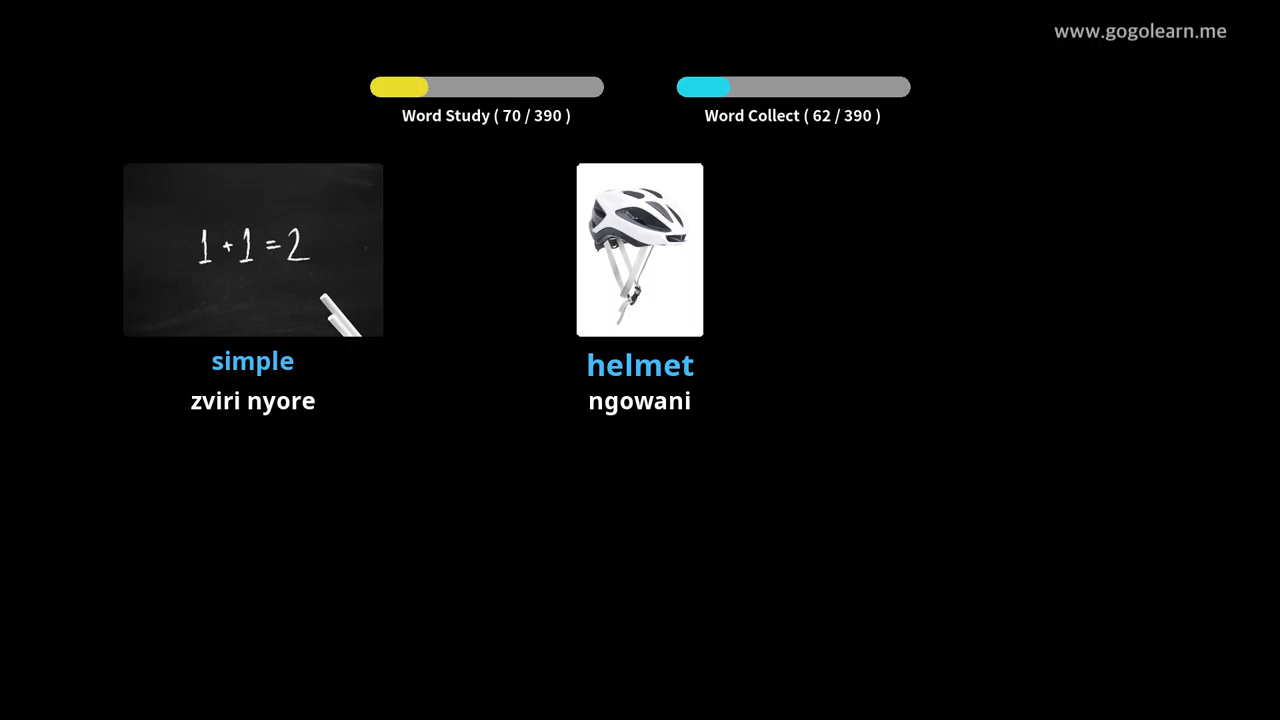 www.gogolearn.me
Word Study ( 70 / 390 )
Word Collect ( 62 / 390 )
1 + 1 = 2
simple
zviri nyore
helmet
ngowani